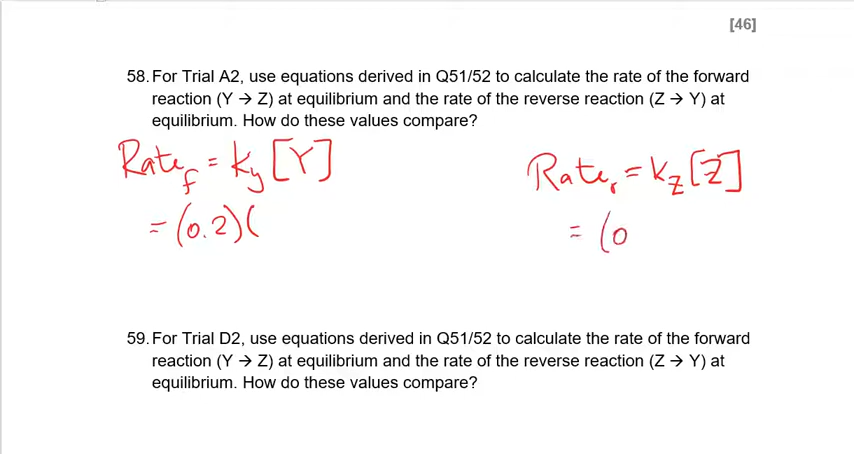 [46]
58. For Trial A2, use equations derived in Q51/52 to calculate the rate of the forward
reaction (Y → Z) at equilibrium and the rate of the reverse reaction (Z → Y) at
equilibrium. How do these values compare?
Rate_f = k_y [Y]
Rate_r = k_Z [Z]
= (0.2)(
= (0
59. For Trial D2, use equations derived in Q51/52 to calculate the rate of the forward
reaction (Y → Z) at equilibrium and the rate of the reverse reaction (Z → Y) at
equilibrium. How do these values compare?